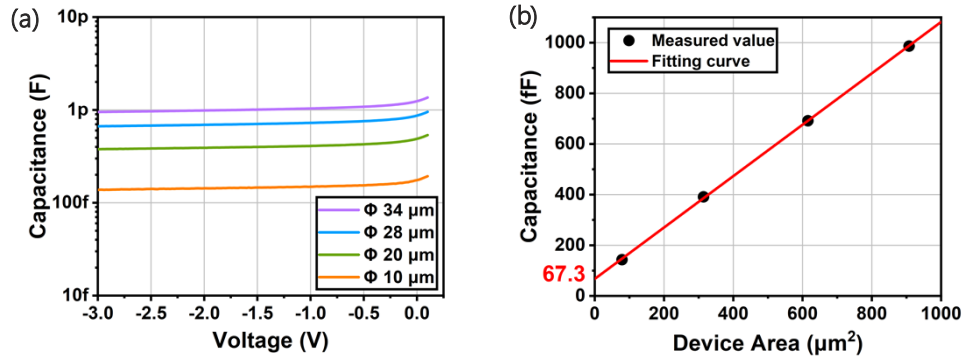 (a)
10p
1p
100f
10f
Capacitance (F)
-3.0 -2.5 -2.0 -1.5 -1.0 -0.5 0.0
Voltage (V)
Φ 34 μm
Φ 28 μm
Φ 20 μm
Φ 10 μm
(b)
1000
800
600
400
200
0
67.3
Capacitance (fF)
0 200 400 600 800 1000
Device Area (μm²)
Measured value
Fitting curve